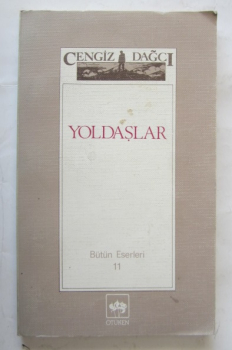 CENGİZ DAĞCI
YOLDAŞLAR
Bütün Eserleri
11
ÖTÜKEN